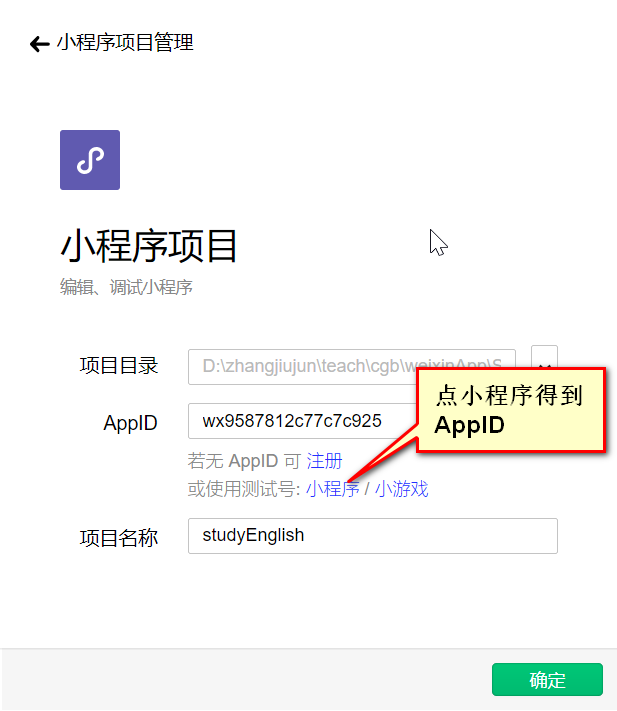 小程序项目管理
小程序项目
编辑、调试小程序
项目目录 D:\zhangjiujun\teach\cgb\weixinApp\S
点小程序得到
AppID
AppID wx9587812c77c7c925
若无 AppID 可 注册
或使用测试号: 小程序 / 小游戏
项目名称 studyEnglish
确定